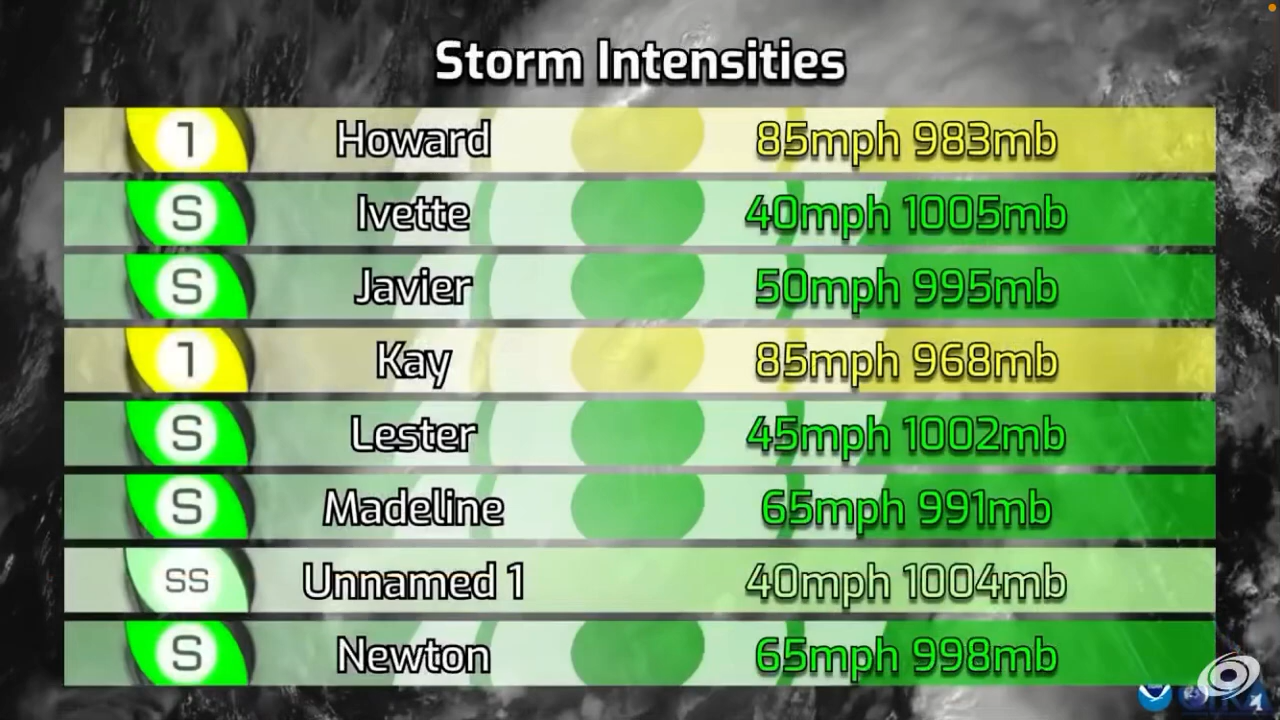 Storm Intensities
1 Howard 85mph 983mb
S Ivette 40mph 1005mb
S Javier 50mph 995mb
1 Kay 85mph 968mb
S Lester 45mph 1002mb
S Madeline 65mph 991mb
SS Unnamed 1 40mph 1004mb
S Newton 65mph 998mb